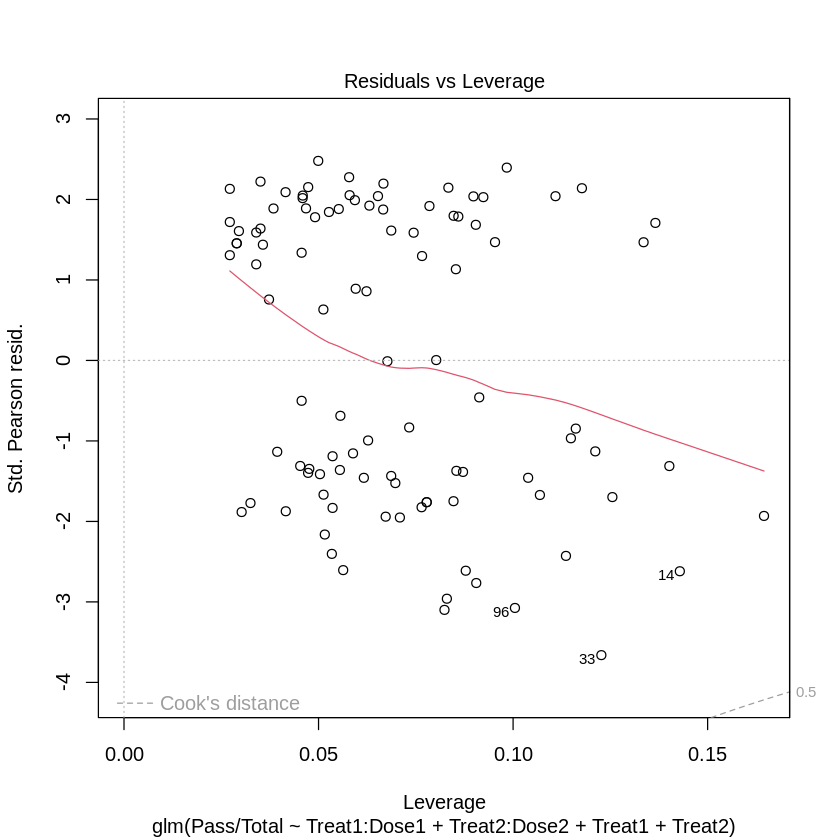 Residuals vs Leverage
3
2
1
0
-1
-2
-3
-4
Std. Pearson resid.
14
96
33
Cook's distance
0.5
0.00 0.05 0.10 0.15
Leverage
glm(Pass/Total ~ Treat1:Dose1 + Treat2:Dose2 + Treat1 + Treat2)